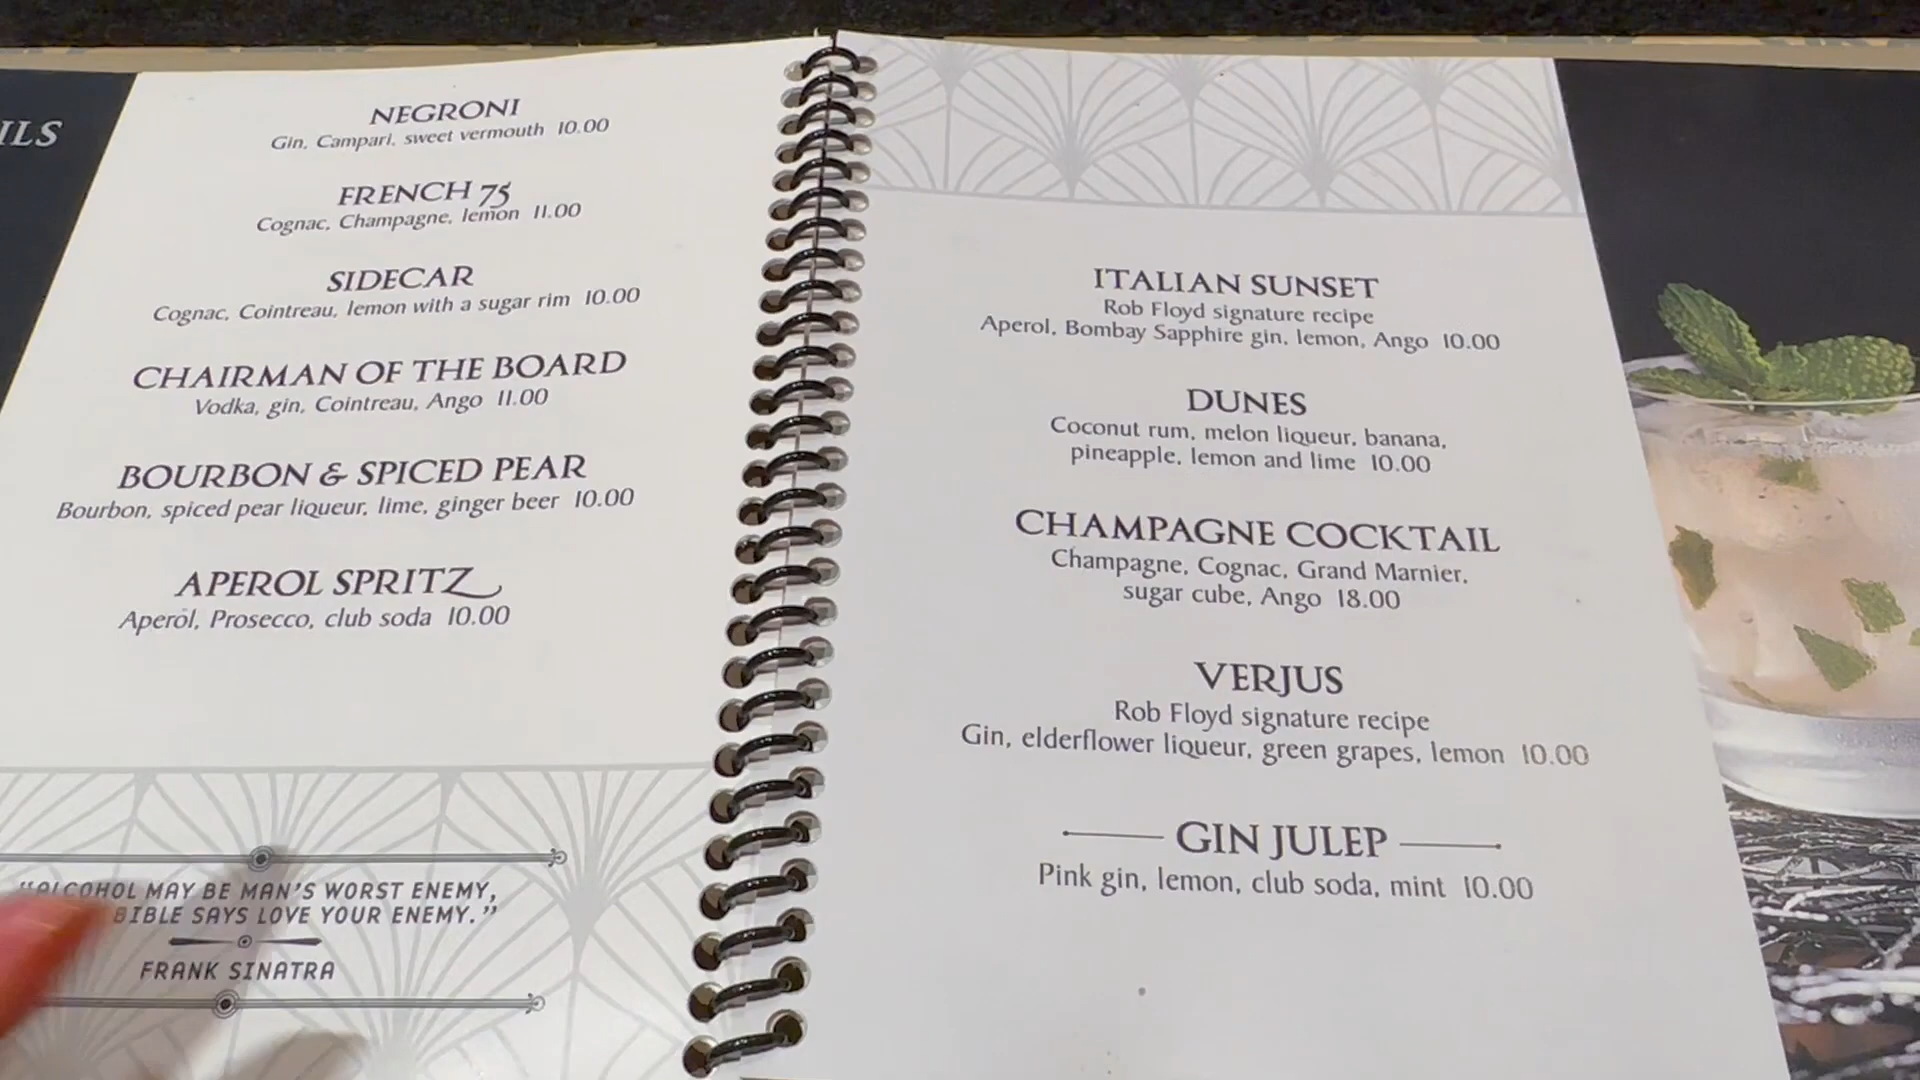 ILS
NEGRONI
Gin, Campari, sweet vermouth 10.00
FRENCH 75
Cognac, Champagne, lemon 11.00
SIDECAR
Cognac, Cointreau, lemon with a sugar rim 10.00
CHAIRMAN OF THE BOARD
Vodka, gin, Cointreau, Ango 11.00
BOURBON & SPICED PEAR
Bourbon, spiced pear liqueur, lime, ginger beer 10.00
APEROL SPRITZ
Aperol, Prosecco, club soda 10.00
"ALCOHOL MAY BE MAN'S WORST ENEMY,
BIBLE SAYS LOVE YOUR ENEMY."
FRANK SINATRA
ITALIAN SUNSET
Rob Floyd signature recipe
Aperol, Bombay Sapphire gin, lemon, Ango 10.00
DUNES
Coconut rum, melon liqueur, banana,
pineapple, lemon and lime 10.00
CHAMPAGNE COCKTAIL
Champagne, Cognac, Grand Marnier,
sugar cube, Ango 18.00
VERJUS
Rob Floyd signature recipe
Gin, elderflower liqueur, green grapes, lemon 10.00
GIN JULEP
Pink gin, lemon, club soda, mint 10.00